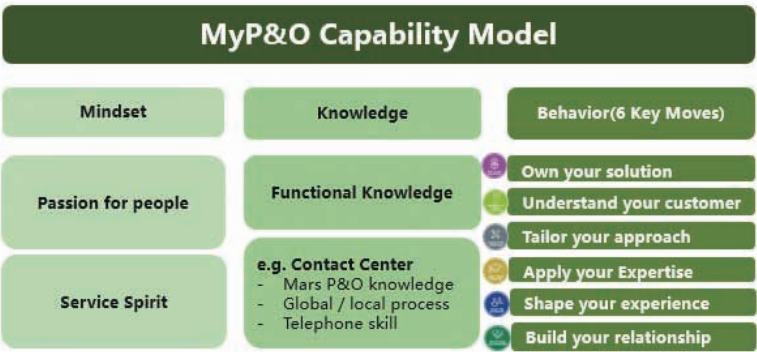 MyP&O Capability Model
Mindset
Passion for people
Service Spirit
Knowledge
Functional Knowledge
e.g. Contact Center
- Mars P&O knowledge
- Global / local process
- Telephone skill
Behavior(6 Key Moves)
Own your solution
Understand your customer
Tailor your approach
Apply your Expertise
Shape your experience
Build your relationship